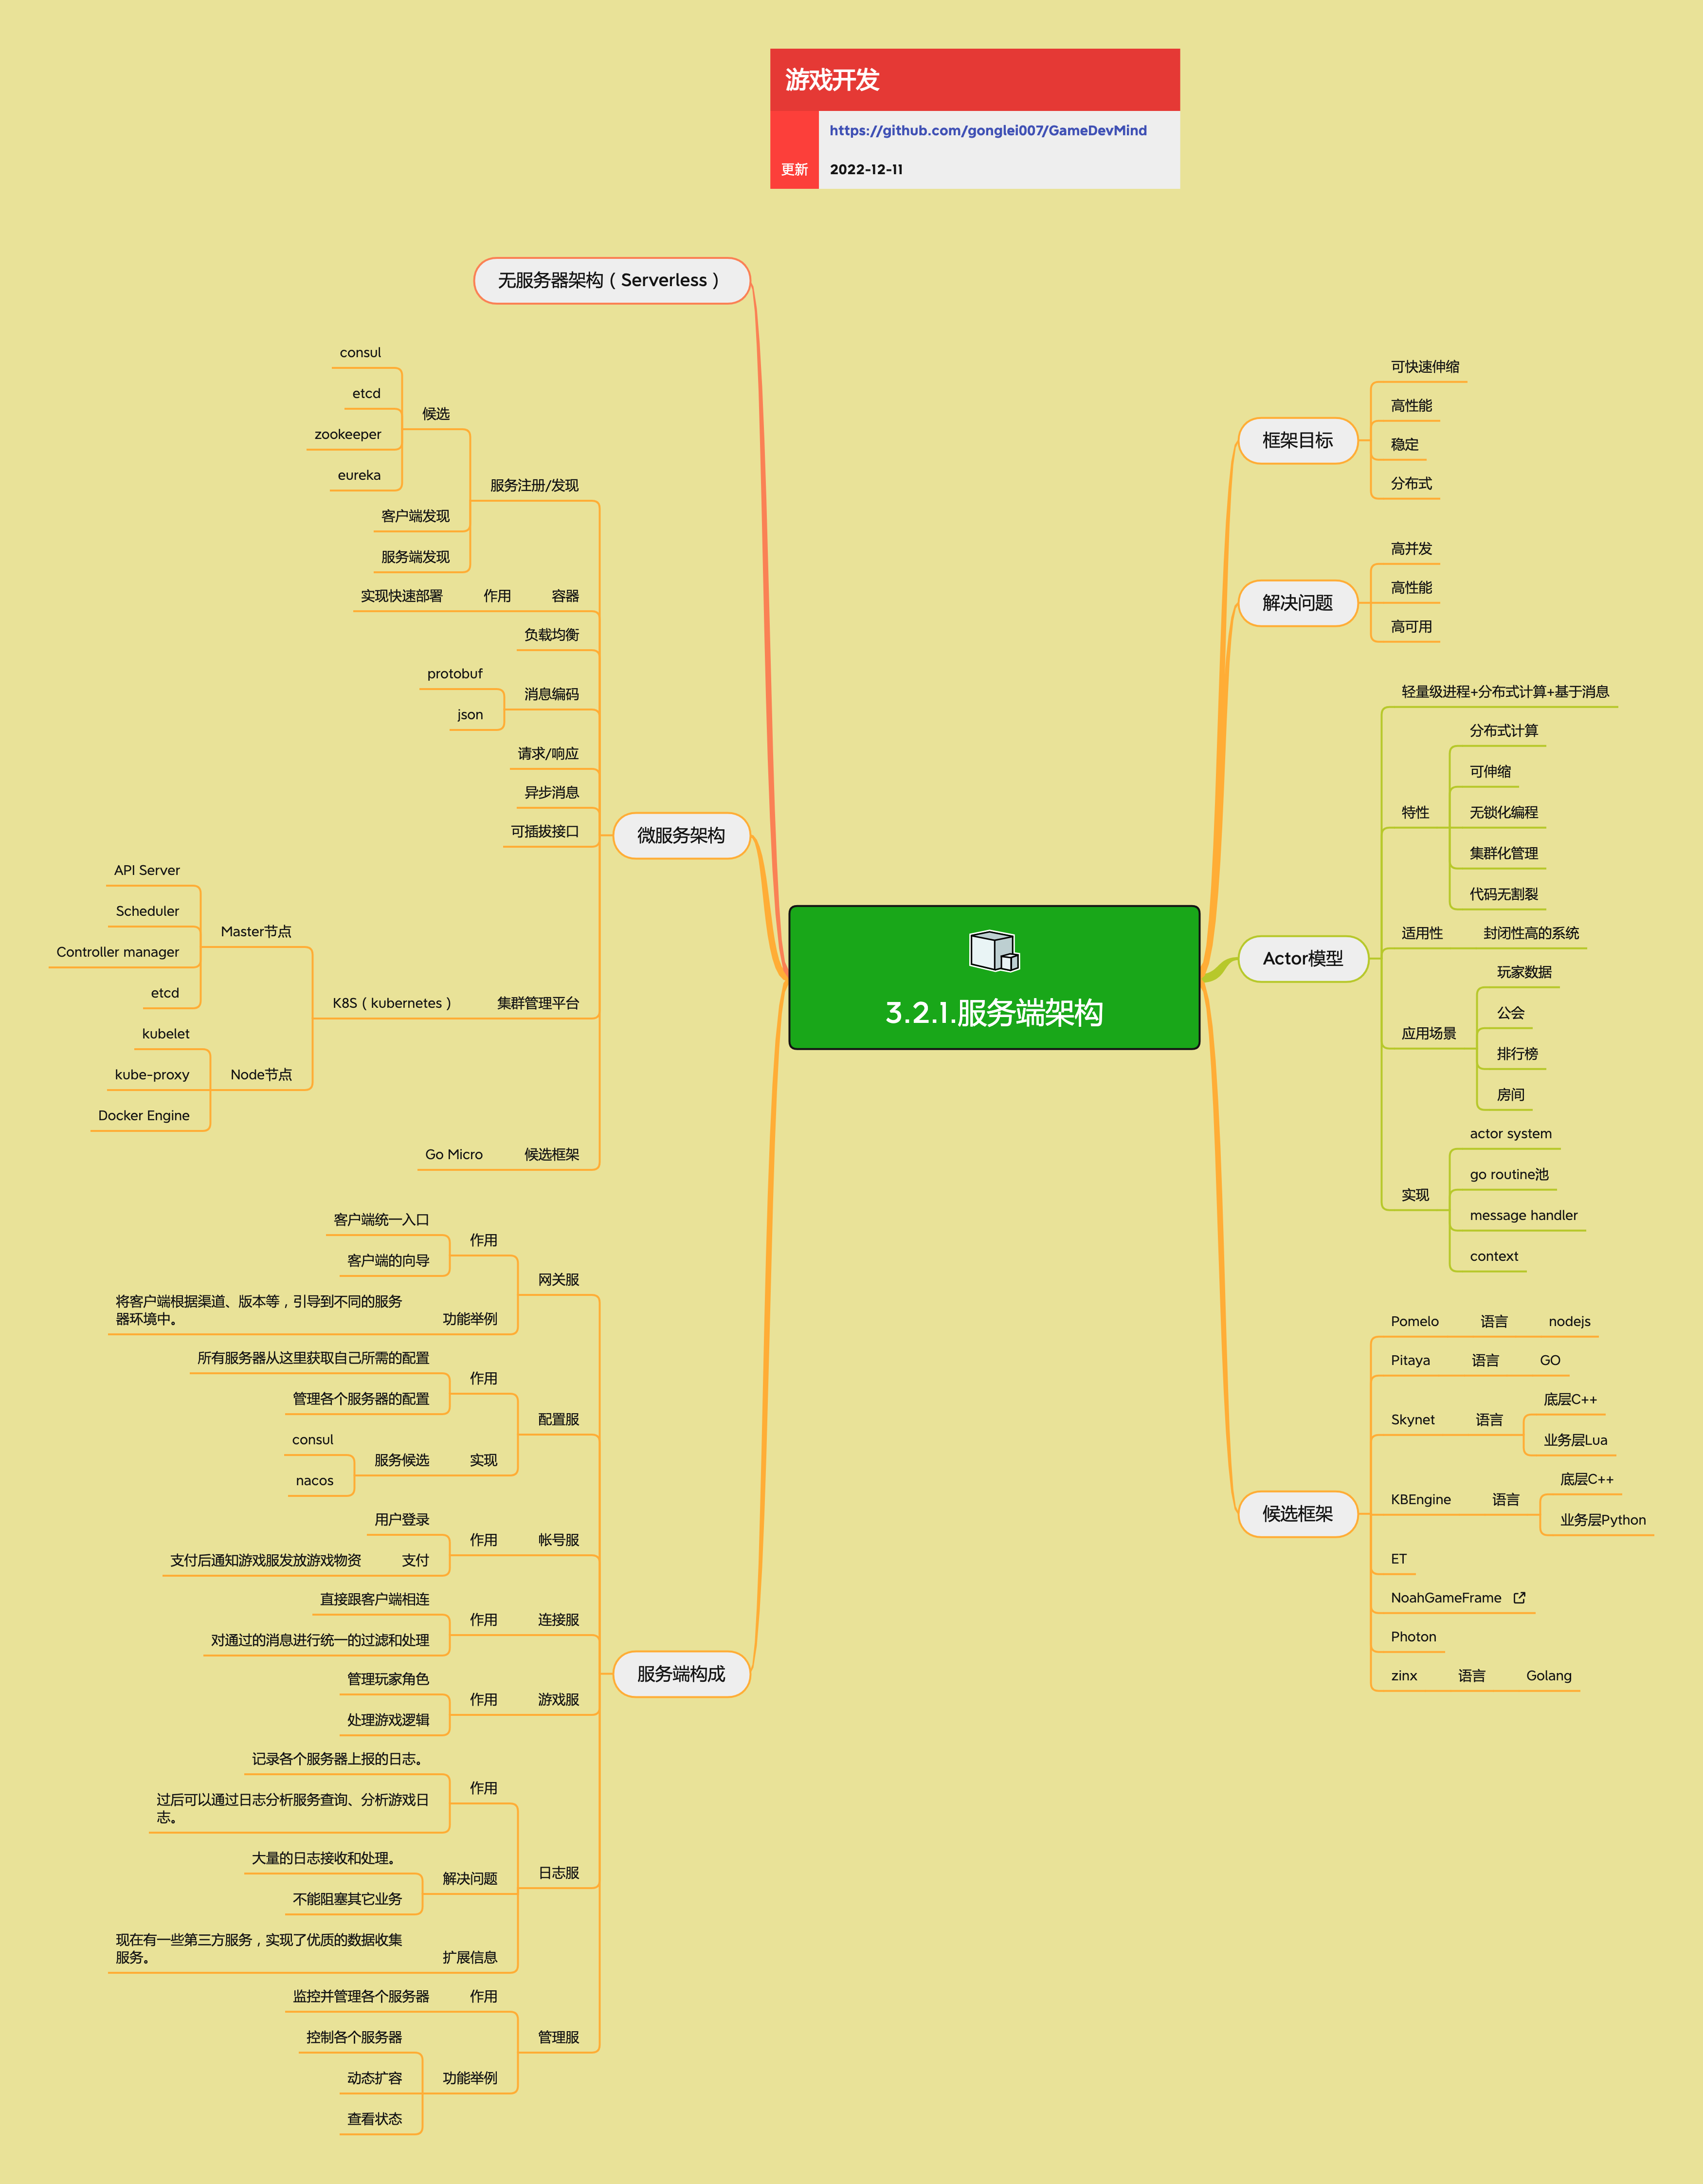 游戏开发
https://github.com/gonglei007/GameDevMind
更新
2022-12-11
3.2.1.服务端架构
框架目标
可快速伸缩
高性能
稳定
分布式
解决问题
高并发
高性能
高可用
Actor模型
轻量级进程+分布式计算+基于消息
特性
分布式计算
可伸缩
无锁化编程
集群化管理
代码无割裂
适用性
封闭性高的系统
应用场景
玩家数据
公会
排行榜
房间
实现
actor system
go routine池
message handler
context
候选框架
Pomelo
语言
nodejs
Pitaya
语言
GO
Skynet
语言
底层C++
业务层Lua
KBEngine
语言
底层C++
业务层Python
ET
NoahGameFrame
Photon
zinx
语言
Golang
无服务器架构（Serverless）
微服务架构
服务注册/发现
候选
consul
etcd
zookeeper
eureka
客户端发现
服务端发现
容器
作用
实现快速部署
负载均衡
消息编码
protobuf
json
请求/响应
异步消息
可插拔接口
集群管理平台
K8S（kubernetes）
Master节点
API Server
Scheduler
Controller manager
etcd
Node节点
kubelet
kube-proxy
Docker Engine
候选框架
Go Micro
服务端构成
网关服
作用
客户端统一入口
客户端的向导
功能举例
将客户端根据渠道、版本等，引导到不同的服务
器环境中。
配置服
作用
所有服务器从这里获取自己所需的配置
管理各个服务器的配置
实现
服务候选
consul
nacos
帐号服
作用
用户登录
支付
支付后通知游戏服发放游戏物资
连接服
作用
直接跟客户端相连
对通过的消息进行统一的过滤和处理
游戏服
作用
管理玩家角色
处理游戏逻辑
日志服
作用
记录各个服务器上报的日志。
过后可以通过日志分析服务查询、分析游戏日
志。
解决问题
大量的日志接收和处理。
不能阻塞其它业务
扩展信息
现在有一些第三方服务，实现了优质的数据收集
服务。
管理服
作用
监控并管理各个服务器
功能举例
控制各个服务器
动态扩容
查看状态